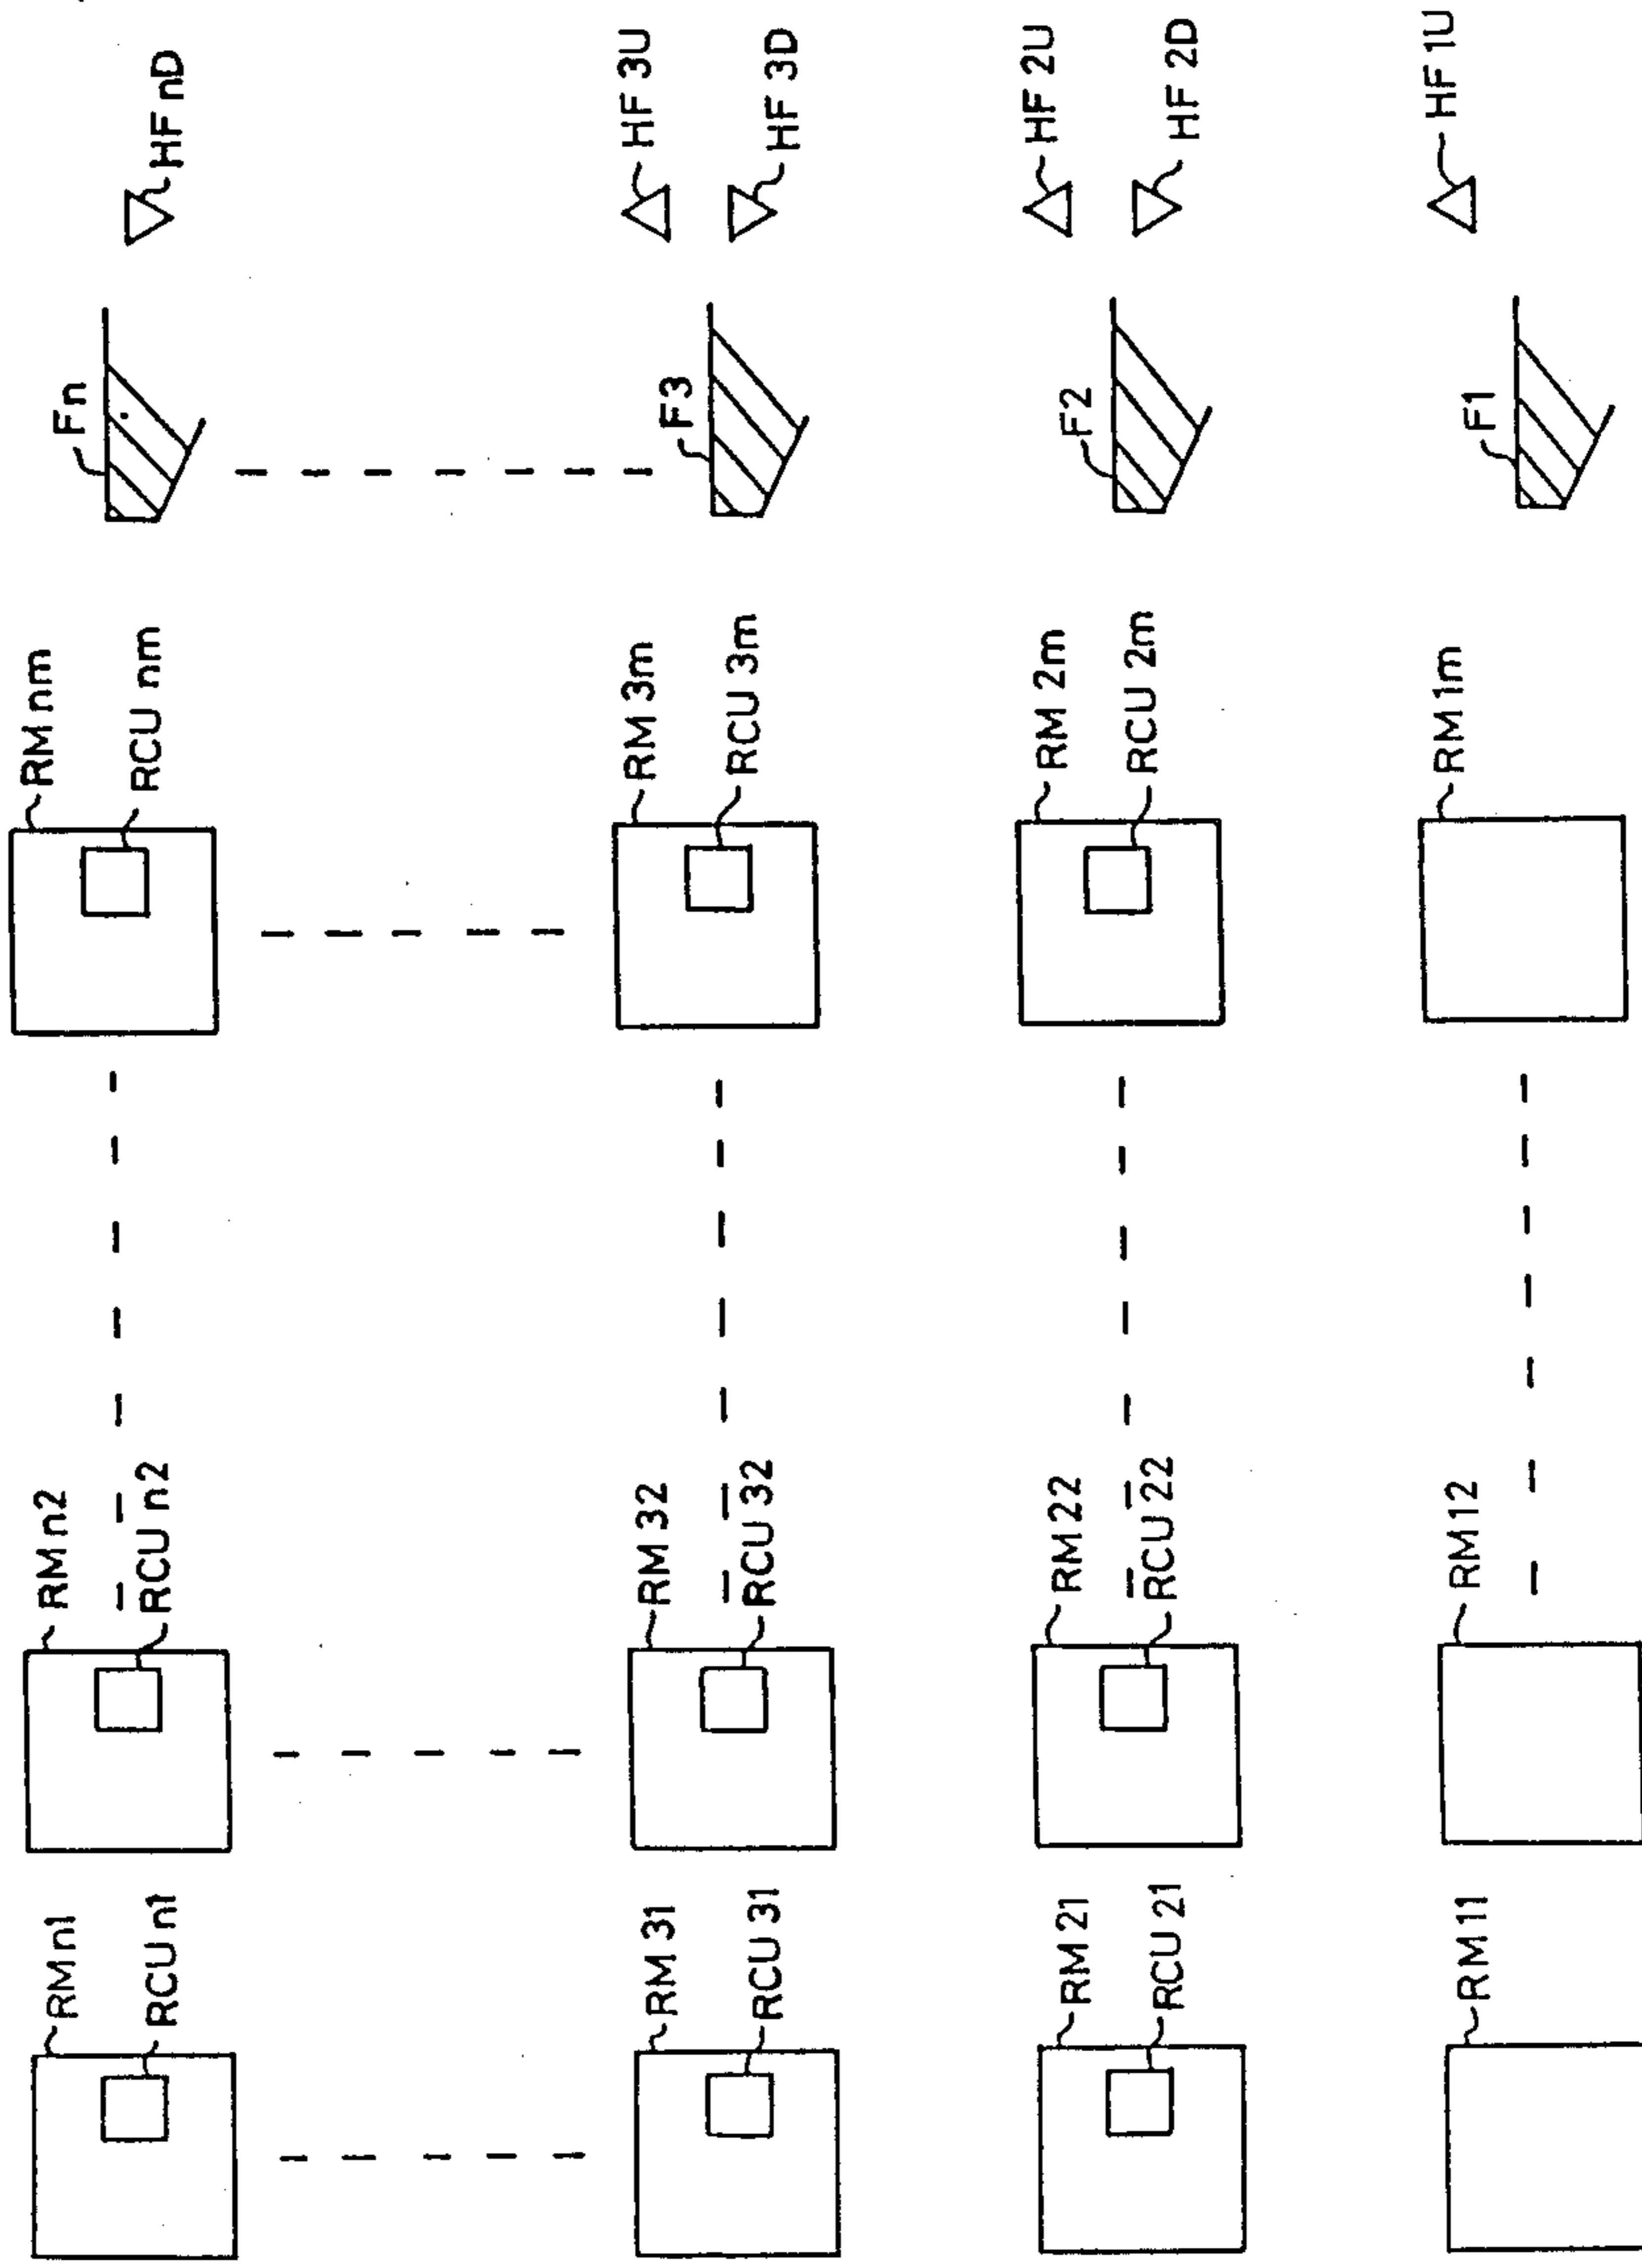 RM n1
RCU n1
RM n2
RCU n2
RM nm
RCU nm
Fn
HF nD
RM 31
RCU 31
RM 32
RCU 32
RM 3m
RCU 3m
F3
HF 3U
HF 3D
RM 21
RCU 21
RM 22
RCU 22
RM 2m
RCU 2m
F2
HF 2U
HF 2D
RM 11
RM 12
RM 1m
F1
HF 1U